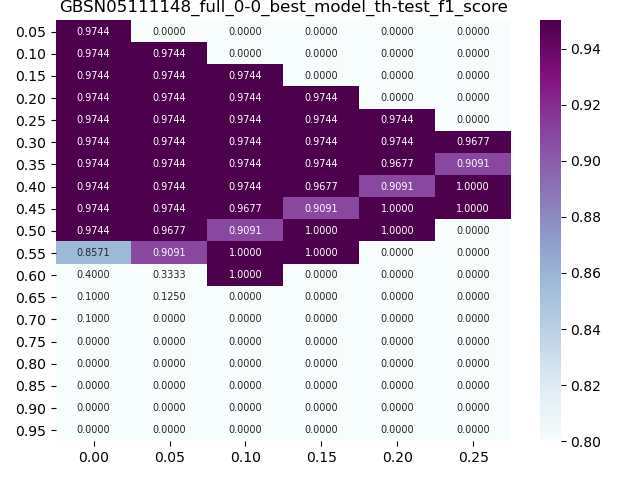 GBSN05111148_full_0-0_best_model_th-test_f1_score
0.05 0.9744 0.0000 0.0000 0.0000 0.0000 0.0000
0.10 0.9744 0.9744 0.0000 0.0000 0.0000 0.0000
0.15 0.9744 0.9744 0.9744 0.0000 0.0000 0.0000
0.20 0.9744 0.9744 0.9744 0.9744 0.0000 0.0000
0.25 0.9744 0.9744 0.9744 0.9744 0.9744 0.0000
0.30 0.9744 0.9744 0.9744 0.9744 0.9744 0.9677
0.35 0.9744 0.9744 0.9744 0.9744 0.9677 0.9091
0.40 0.9744 0.9744 0.9744 0.9677 0.9091 1.0000
0.45 0.9744 0.9744 0.9677 0.9091 1.0000 1.0000
0.50 0.9744 0.9677 0.9091 1.0000 1.0000 0.0000
0.55 0.8571 0.9091 1.0000 1.0000 0.0000 0.0000
0.60 0.4000 0.3333 1.0000 0.0000 0.0000 0.0000
0.65 0.1000 0.1250 0.0000 0.0000 0.0000 0.0000
0.70 0.1000 0.0000 0.0000 0.0000 0.0000 0.0000
0.75 0.0000 0.0000 0.0000 0.0000 0.0000 0.0000
0.80 0.0000 0.0000 0.0000 0.0000 0.0000 0.0000
0.85 0.0000 0.0000 0.0000 0.0000 0.0000 0.0000
0.90 0.0000 0.0000 0.0000 0.0000 0.0000 0.0000
0.95 0.0000 0.0000 0.0000 0.0000 0.0000 0.0000
0.00 0.05 0.10 0.15 0.20 0.25
0.94
0.92
0.90
0.88
0.86
0.84
0.82
0.80